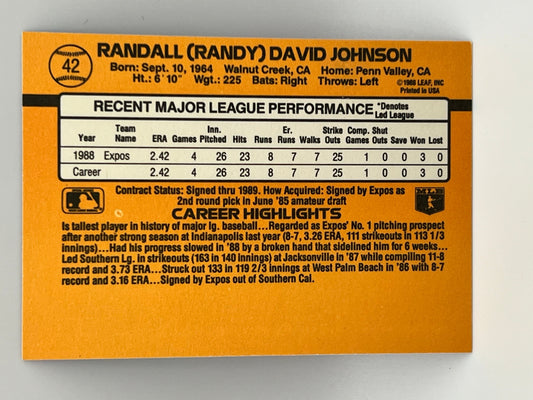 42
RANDALL (RANDY) DAVID JOHNSON
Born: Sept. 10, 1964 Walnut Creek, CA Home: Penn Valley, CA
Ht.: 6' 10" Wgt.: 225 Bats: Right Throws: Left
©1988 LEAF, INC
Printed in USA
RECENT MAJOR LEAGUE PERFORMANCE *Denotes Led League
Year Team Name ERA Games Inn. Pitched Hits Runs Er. Runs Walks Strike Outs Comp. Games Shut Outs Save Won Lost
1988 Expos 2.42 4 26 23 8 7 7 25 1 0 0 3 0
Career 2.42 4 26 23 8 7 7 25 1 0 0 3 0
Contract Status: Signed thru 1989. How Acquired: Signed by Expos as
2nd round pick in June '85 amateur draft
MLB
CAREER HIGHLIGHTS
Is tallest player in history of major lg. baseball...Regarded as Expos' No. 1 pitching prospect
after another strong season at Indianapolis last year (8-7, 3.26 ERA, 111 strikeouts in 113 1/3
innings)...Had his progress slowed in '88 by a broken hand that sidelined him for 6 weeks...
Led Southern Lg. in strikeouts (163 in 140 innings) at Jacksonville in '87 while compiling 11-8
record and 3.73 ERA...Struck out 133 in 119 2/3 innings at West Palm Beach in '86 with 8-7
record and 3.16 ERA...Signed by Expos out of Southern Cal.